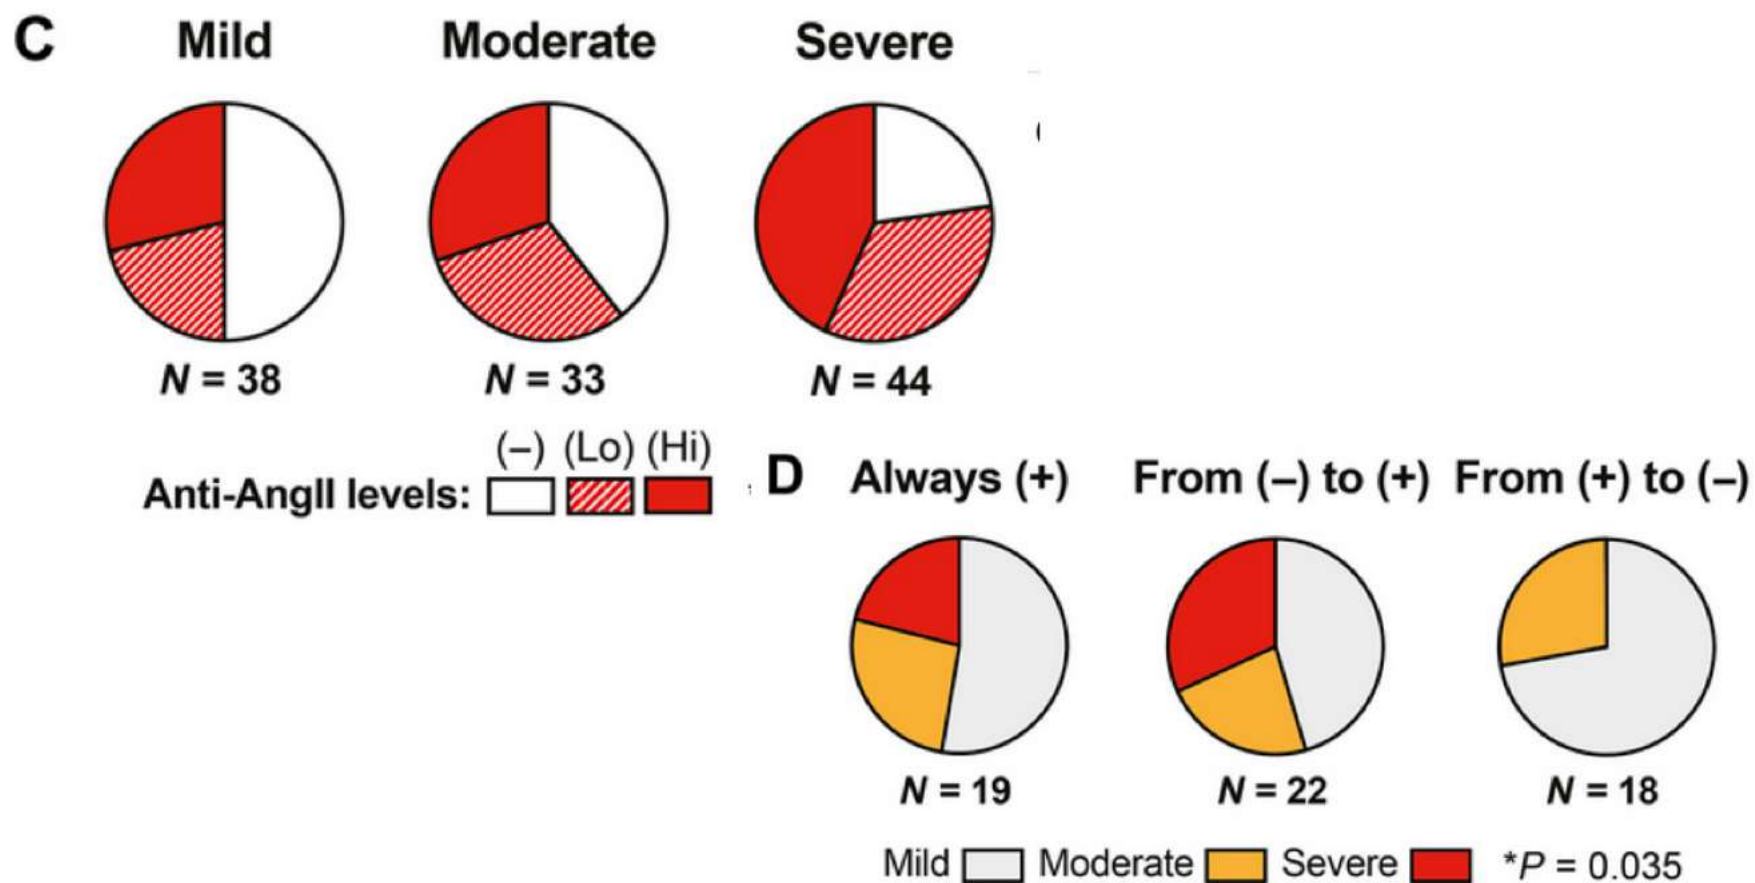 C
Mild Moderate Severe
N = 38 N = 33 N = 44
(–) (Lo) (Hi)
Anti-AngII levels:
D Always (+) From (–) to (+) From (+) to (–)
N = 19 N = 22 N = 18
Mild Moderate Severe *P = 0.035